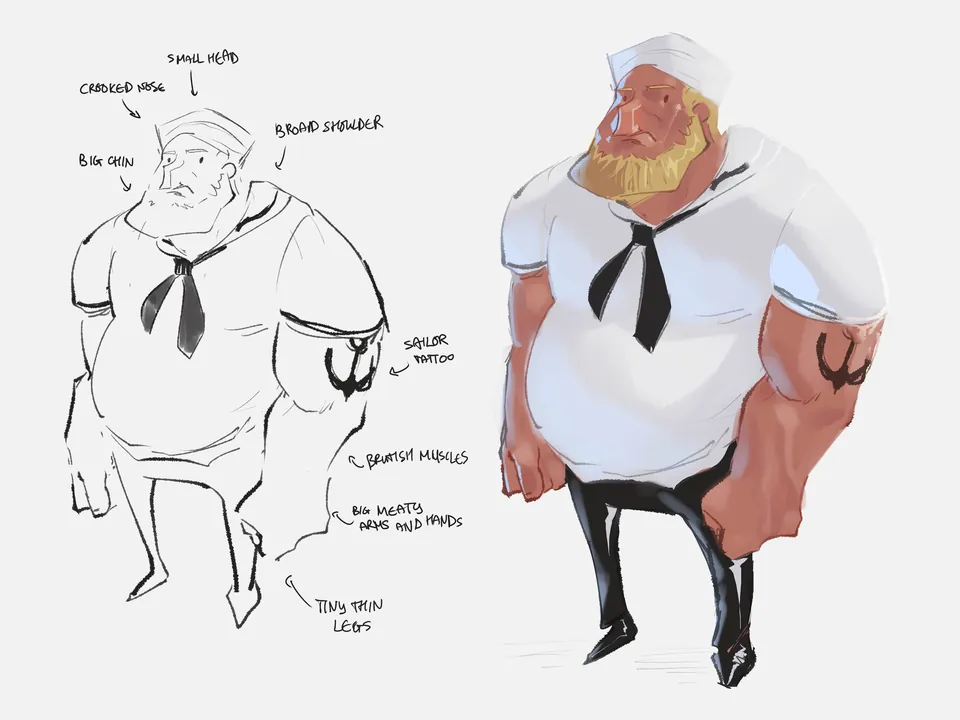 SMALL HEAD
CROOKED NOSE
BROAD SHOULDER
BIG CHIN
SAILOR
TATTOO
BRUTISH MUSCLES
BIG MEATY
ARMS AND HANDS
TINY THIN
LEGS